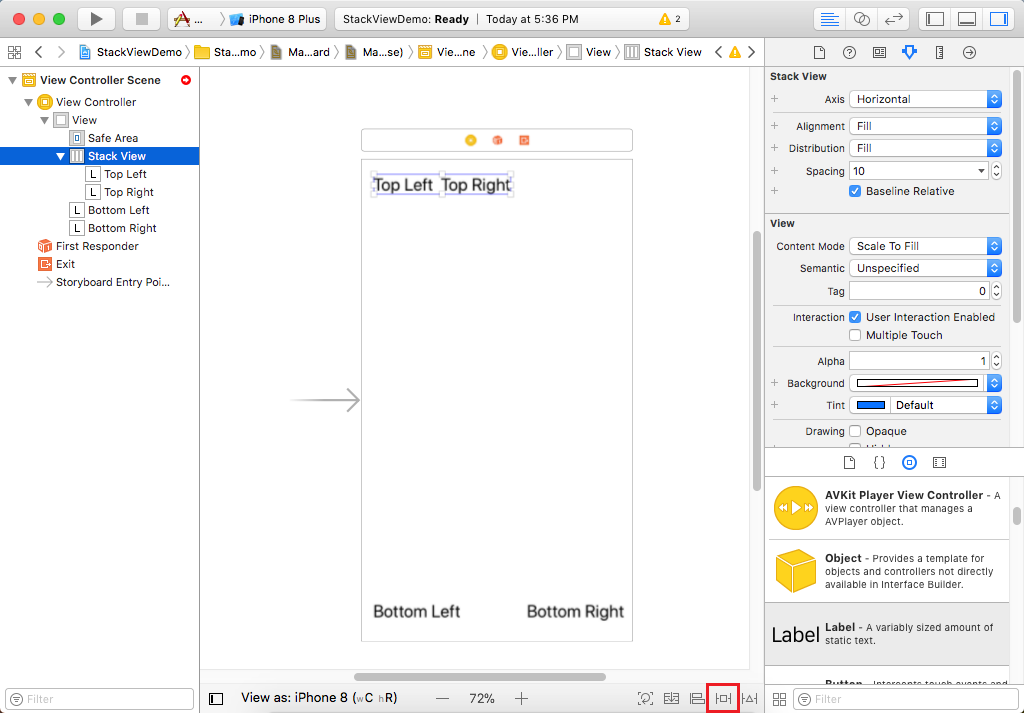 ... iPhone 8 Plus StackViewDemo: Ready | Today at 5:36 PM 2
StackViewDemo Sta...mo Ma...ard Ma...se) Vie...ne Vie...ller View Stack View
View Controller Scene
View Controller
View
Safe Area
Stack View
L Top Left
L Top Right
L Bottom Left
L Bottom Right
First Responder
Exit
Storyboard Entry Poi...
Filter
Top Left Top Right
Bottom Left Bottom Right
View as: iPhone 8 (wC hR) — 72% +
Stack View
+ Axis Horizontal
+ Alignment Fill
+ Distribution Fill
+ Spacing 10
+ Baseline Relative
View
Content Mode Scale To Fill
Semantic Unspecified
Tag 0
Interaction User Interaction Enabled
Multiple Touch
Alpha 1
+ Background
+ Tint Default
Drawing Opaque
{}
AVKit Player View Controller - A
view controller that manages a
AVPlayer object.
Object - Provides a template for
objects and controllers not directly
available in Interface Builder.
Label Label - A variably sized amount of
static text.
Button - Intercepts touch events and
Filter